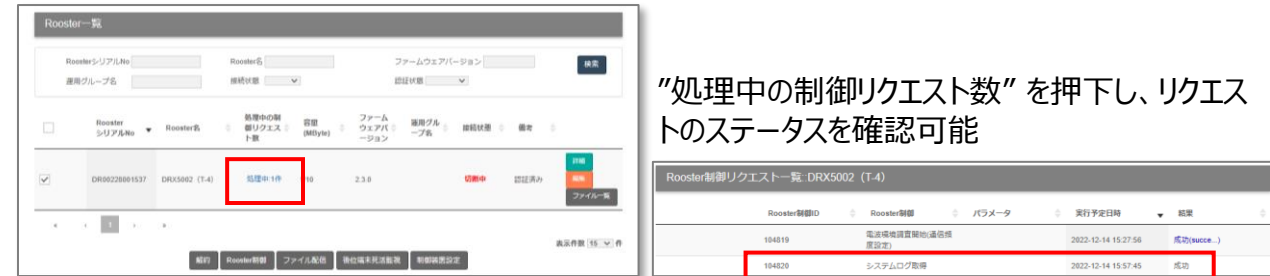 Rooster一覧
RoosterシリアルNo
Rooster名
ファームウェアバージョン
検索
運用グループ名
接続状態
認証状態
Rooster
シリアルNo
Rooster名
処理中の制
御リクエス
ト数
容量
(MByte)
ファーム
ウェアバ
ージョン
運用グル
ープ名
接続状態
備考
詳細
DR00228801537
DRX5002 (T-4)
処理中:1件
10
2.3.0
切断中
認証済み
編集
ファイル一覧
« ‹ 1 › »
表示件数 15 件
解約
Rooster制御
ファイル配信
後位端末死活監視
制御装置設定
”処理中の制御リクエスト数” を押下し、リクエス
トのステータスを確認可能
Rooster制御リクエスト一覧:DRX5002 (T-4)
Rooster制御ID
Rooster制御
パラメータ
実行予定日時
結果
104819
電波環境調査開始(通信頻
度設定)
2022-12-14 15:27:56
成功(succe...)
104820
システムログ取得
2022-12-14 15:57:45
成功